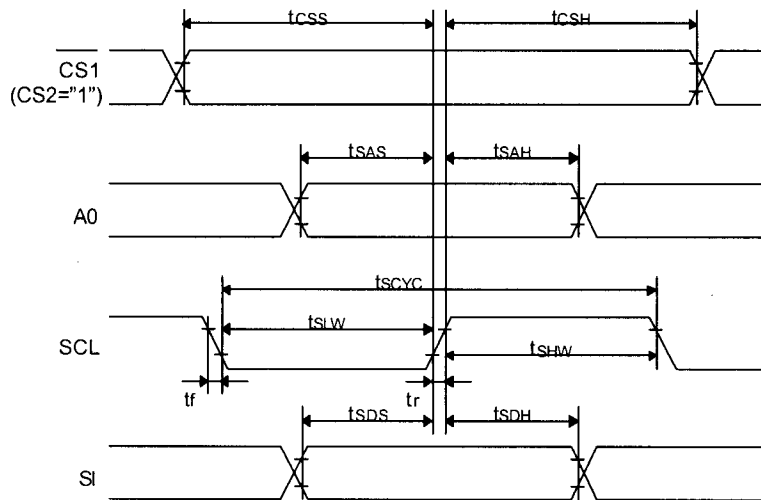 tCSS
tCSH
CS1
(CS2="1")
tSAS
tSAH
A0
tSCYC
tSLW
SCL
tSHW
tf
tr
tSDS
tSDH
SI